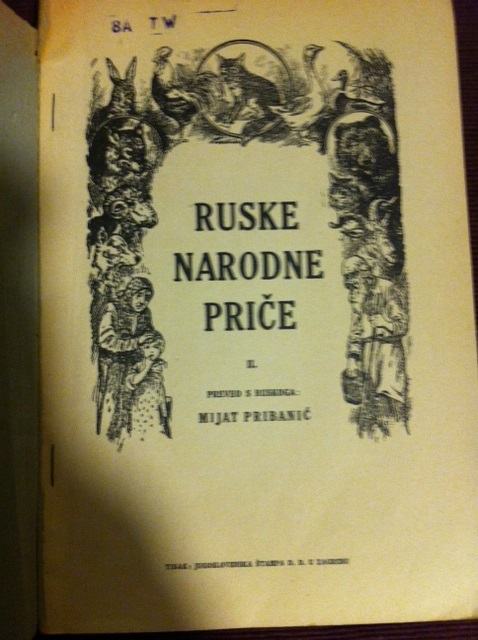 8A TW
RUSKE
NARODNE
PRIČE
II.
PREVEO S RUSKOGA:
MIJAT PRIBANIĆ
TISAK: JUGOSLOVENSKA ŠTAMPA D. D. U ZAGREBU